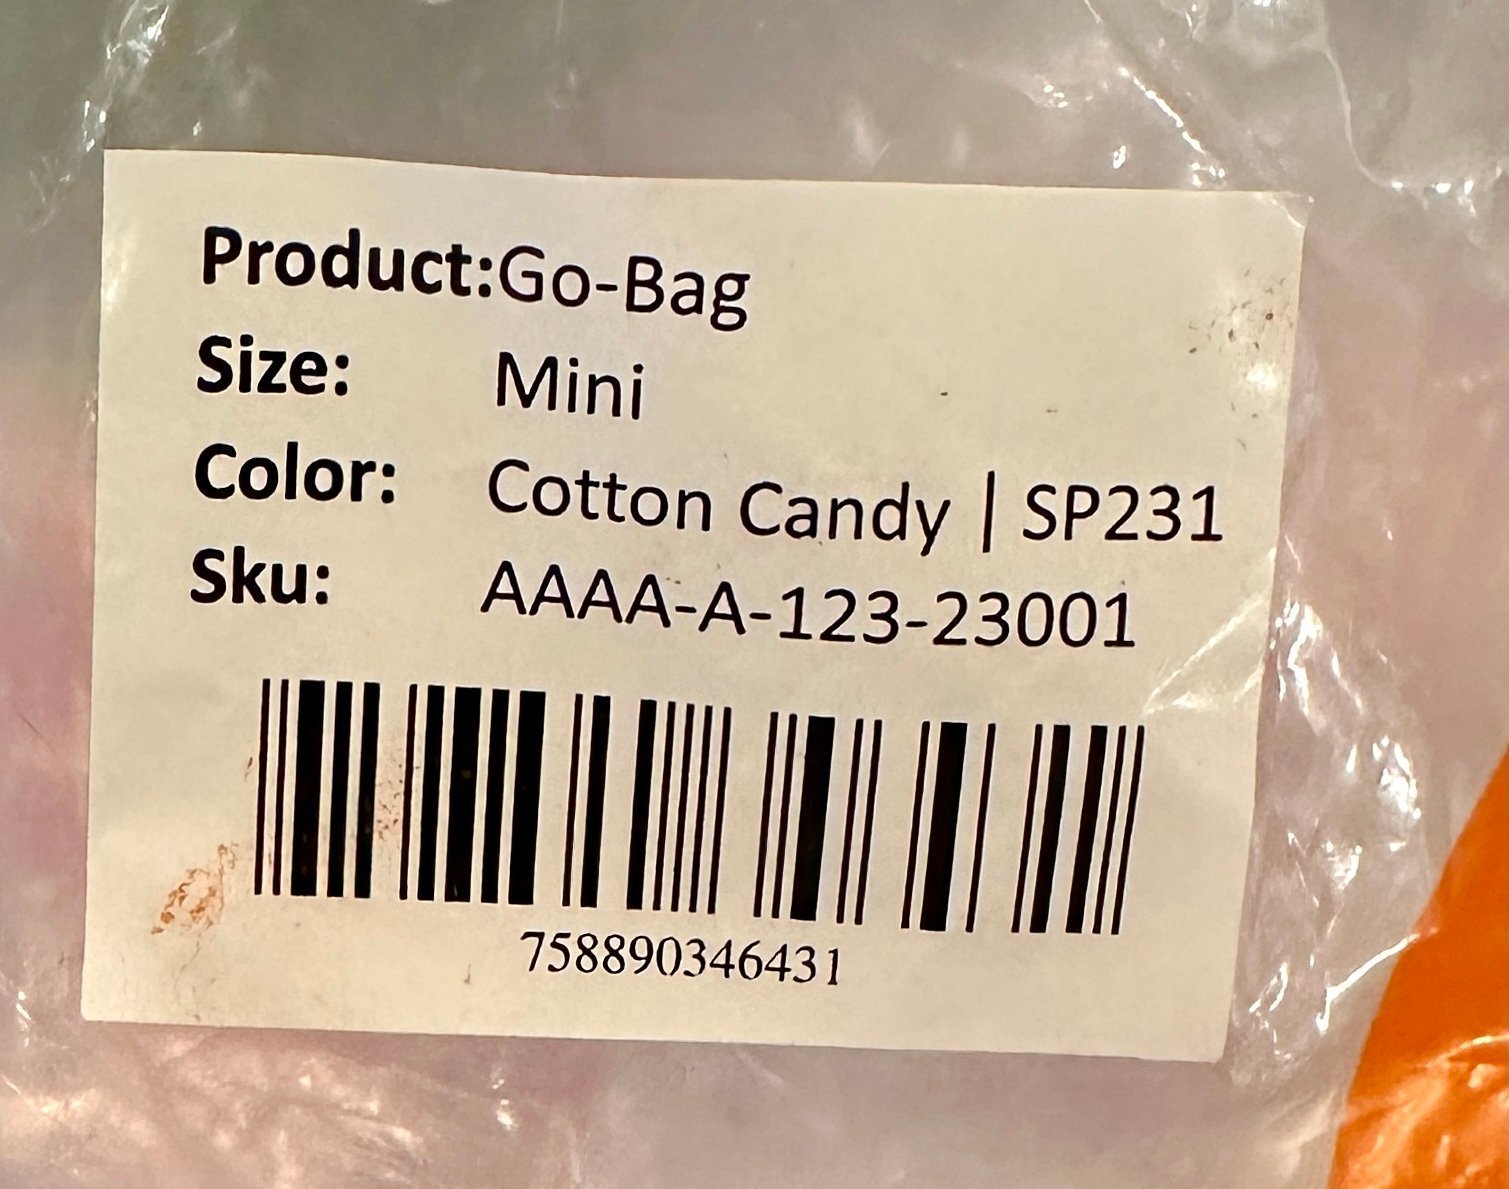 Product:Go-Bag
Size: Mini
Color: Cotton Candy | SP231
Sku: AAAA-A-123-23001
758890346431